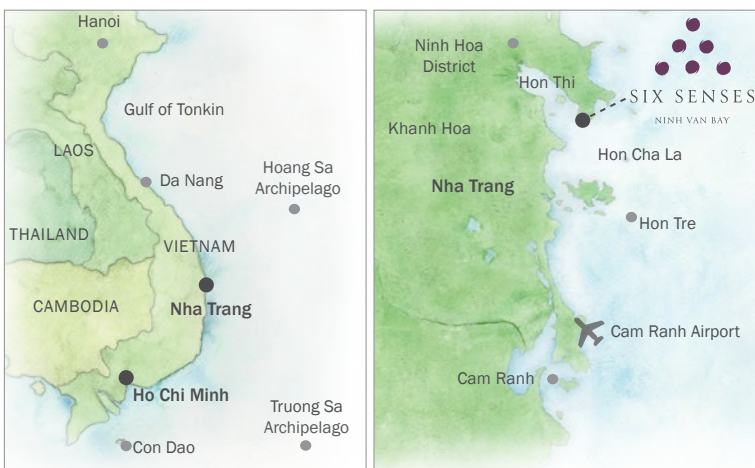 Hanoi
Gulf of Tonkin
LAOS
Da Nang
Hoang Sa
Archipelago
THAILAND
VIETNAM
CAMBODIA
Nha Trang
Ho Chi Minh
Truong Sa
Archipelago
Con Dao
Ninh Hoa
District
Hon Thi
SIX SENSES
NINH VAN BAY
Khanh Hoa
Hon Cha La
Nha Trang
Hon Tre
Cam Ranh Airport
Cam Ranh